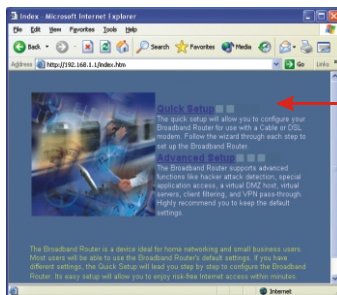 Index - Microsoft Internet Explorer
File Edit View Favorites Tools Help
Back Search Favorites Media
Address http://192.168.1.1/index.htm Go Links
Quick Setup
The quick setup will allow you to configure your
Broadband Router for use with a Cable or DSL
modem. Follow the wizard through each step to
set up the Broadband Router.
Advanced Setup
The Broadband Router supports advanced
functions like hacker attack detection, special
application access, a virtual DMZ host, virtual
servers, client filtering, and VPN pass-through.
Highly recommend you to keep the default
settings.
The Broadband Router is a device ideal for home networking and small business users.
Most users will be able to use the Broadband Router's default settings. If you have
different settings, the Quick Setup will lead you step by step to configure the Broadband
Router. Its easy setup will allow you to enjoy risk-free Internet access within minutes
Internet